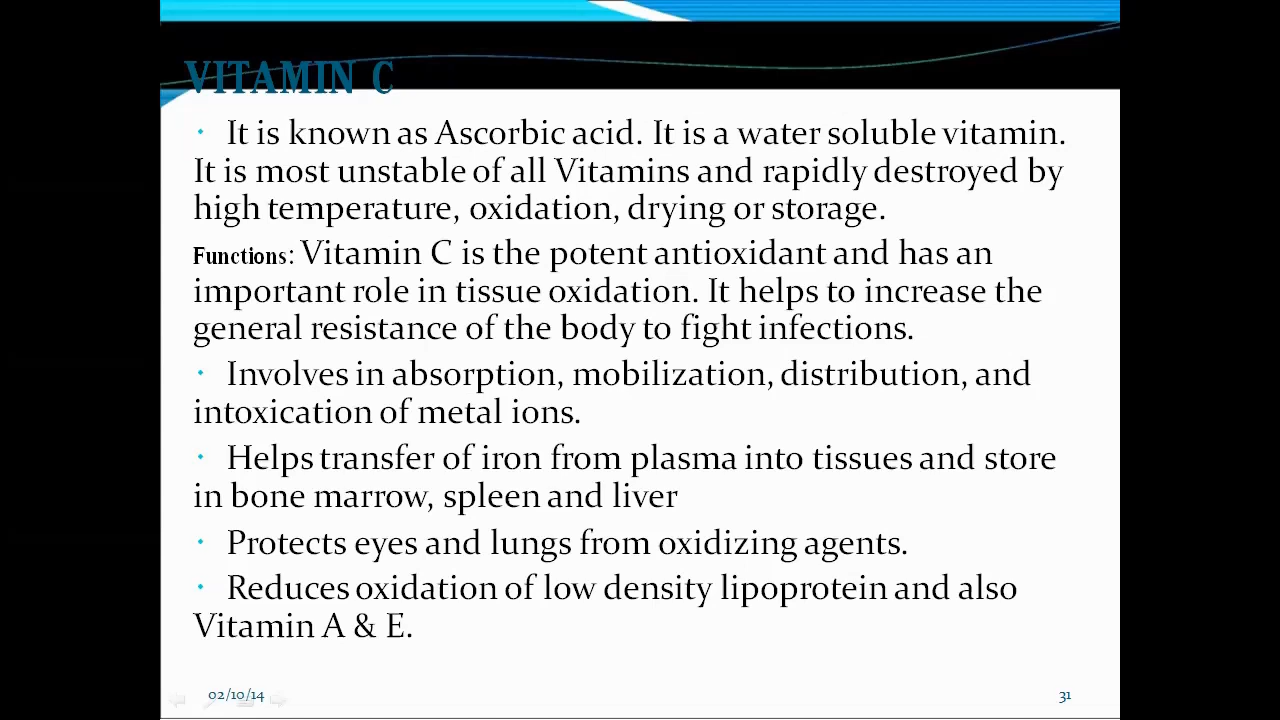 VITAMIN C
• It is known as Ascorbic acid. It is a water soluble vitamin.
It is most unstable of all Vitamins and rapidly destroyed by
high temperature, oxidation, drying or storage.
Functions: Vitamin C is the potent antioxidant and has an
important role in tissue oxidation. It helps to increase the
general resistance of the body to fight infections.
• Involves in absorption, mobilization, distribution, and
intoxication of metal ions.
• Helps transfer of iron from plasma into tissues and store
in bone marrow, spleen and liver
• Protects eyes and lungs from oxidizing agents.
• Reduces oxidation of low density lipoprotein and also
Vitamin A & E.
02/10/14
31